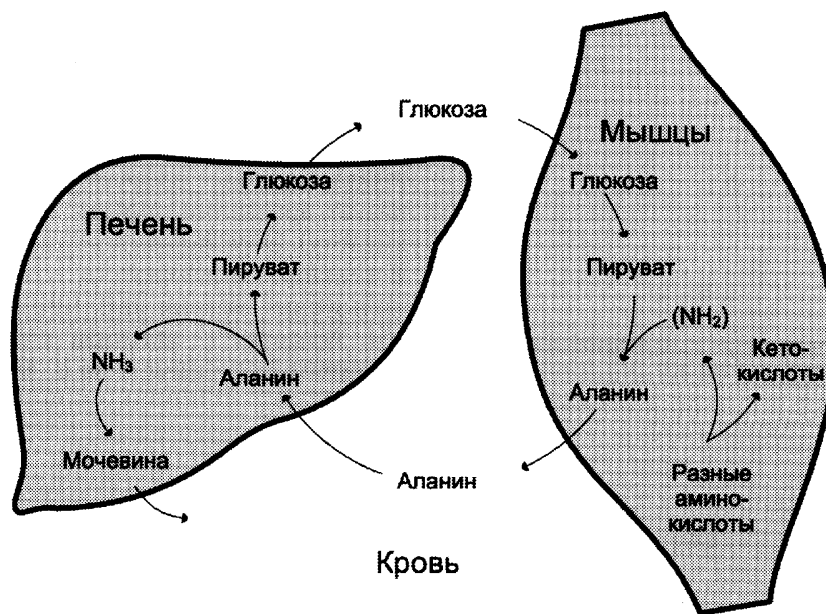 Глюкоза
Мышцы
Глюкоза
Глюкоза
Печень
Пируват
Пируват
(NH₂)
NH₃
Кето-
кислоты
Аланин
Аланин
Мочевина
Аланин
Разные
амино-
кислоты
Кровь